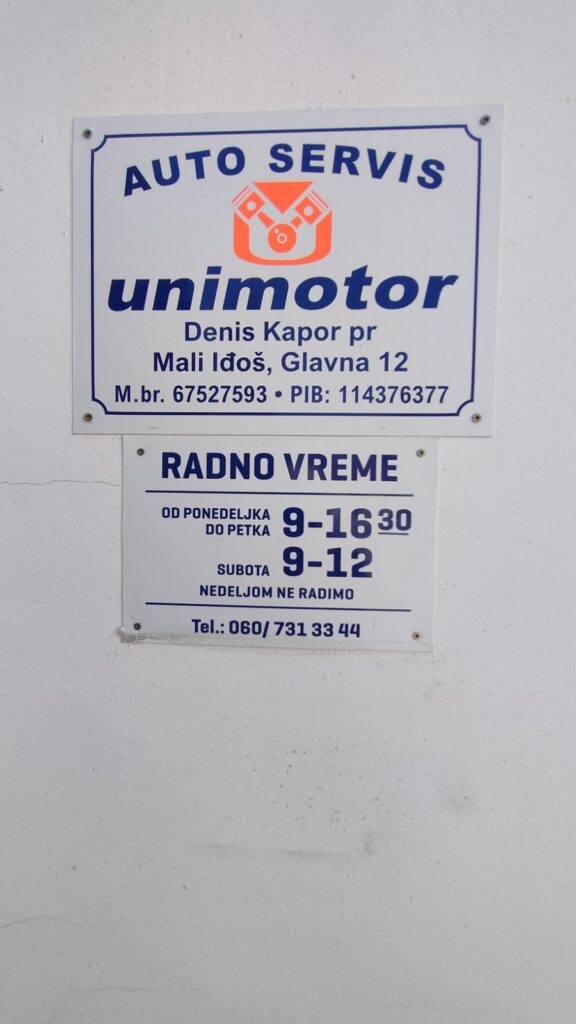 AUTO SERVIS
unimotor
Denis Kapor pr
Mali Iđoš, Glavna 12
M.br. 67527593 • PIB: 114376377
RADNO VREME
OD PONEDELJKA
DO PETKA 9-16 30
SUBOTA 9-12
NEDELJOM NE RADIMO
Tel.: 060/ 731 33 44